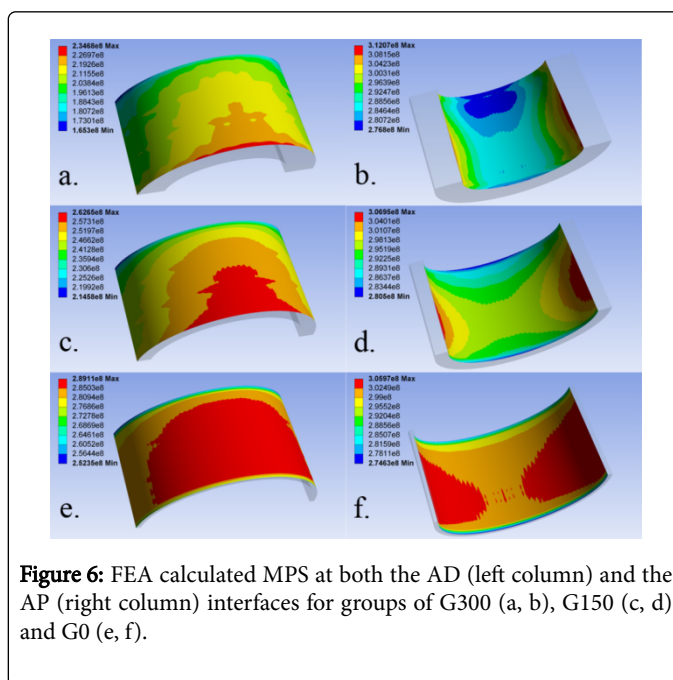 2.3468e8 Max
2.2697e8
2.1926e8
2.1155e8
2.0384e8
1.9613e8
1.8843e8
1.8072e8
1.7301e8
1.653e8 Min
a.
3.1207e8 Max
3.0815e8
3.0423e8
3.0031e8
2.9639e8
2.9247e8
2.8856e8
2.8464e8
2.8072e8
2.768e8 Min
b.
2.6265e8 Max
2.5731e8
2.5197e8
2.4662e8
2.4128e8
2.3594e8
2.306e8
2.2526e8
2.1992e8
2.1458e8 Min
c.
3.0695e8 Max
3.0401e8
3.0107e8
2.9813e8
2.9519e8
2.9225e8
2.8931e8
2.8637e8
2.8344e8
2.805e8 Min
d.
2.8911e8 Max
2.8503e8
2.8094e8
2.7686e8
2.7278e8
2.6869e8
2.6461e8
2.6052e8
2.5644e8
2.5235e8 Min
e.
3.0597e8 Max
3.0249e8
2.99e8
2.9552e8
2.9204e8
2.8856e8
2.8507e8
2.8159e8
2.7811e8
2.7463e8 Min
f.
Figure 6: FEA calculated MPS at both the AD (left column) and the
AP (right column) interfaces for groups of G300 (a, b), G150 (c, d)
and G0 (e, f).